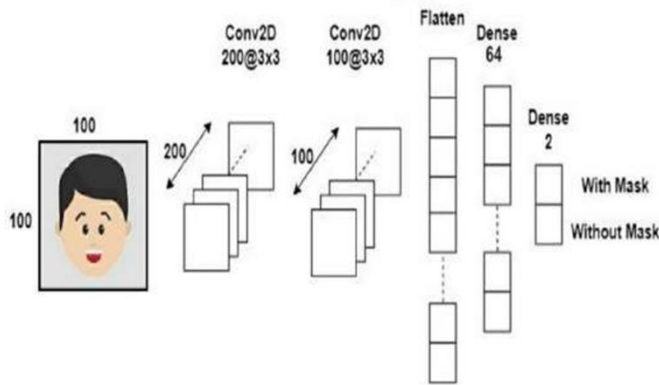 Conv2D
200@3x3
Conv2D
100@3x3
Flatten
Dense
64
Dense
2
100
100
200
100
With Mask
Without Mask